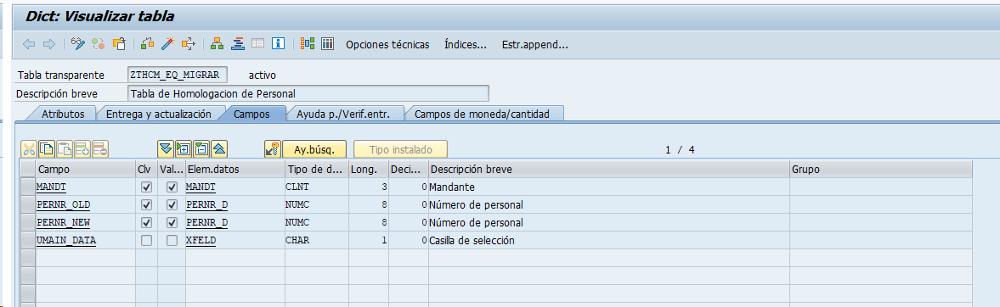 Dict: Visualizar tabla
Opciones técnicas Índices... Estr.append...
Tabla transparente ZTHCM_EQ_MIGRAR activo
Descripción breve Tabla de Homologacion de Personal
Atributos Entrega y actualización Campos Ayuda p./Verif.entr. Campos de moneda/cantidad
Ay.búsq. Tipo instalado 1 / 4
Campo Clv Val... Elem.datos Tipo de d... Long. Deci... Descripción breve Grupo
MANDT MANDT CLNT 3 0 Mandante
PERNR_OLD PERNR_D NUMC 8 0 Número de personal
PERNR_NEW PERNR_D NUMC 8 0 Número de personal
UMAIN_DATA XFELD CHAR 1 0 Casilla de selección